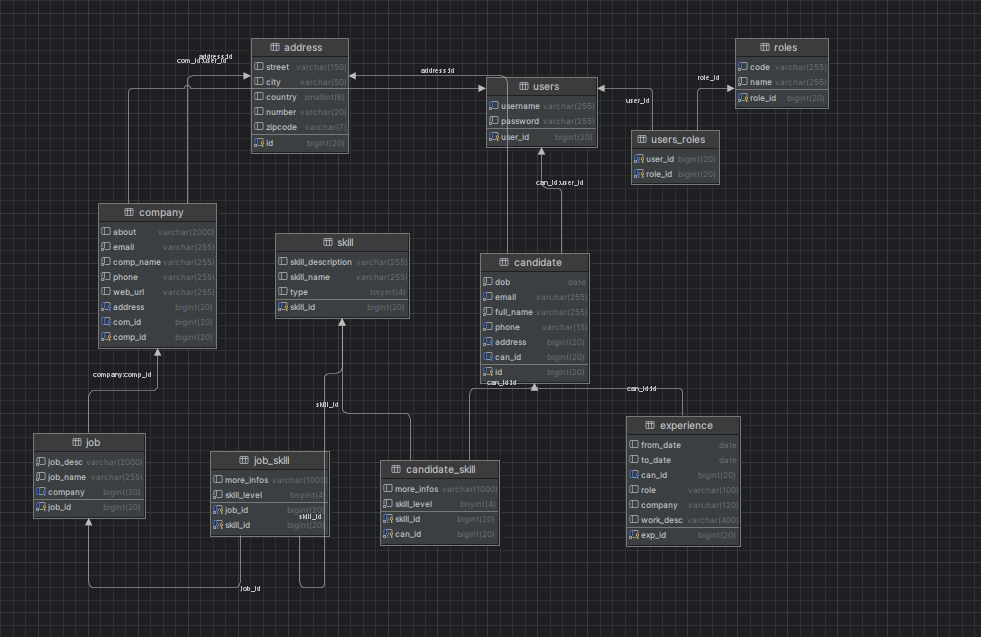 address
street varchar(150)
city varchar(50)
country smallint(6)
number varchar(20)
zipcode varchar(7)
id bigint(20)
roles
code varchar(255)
name varchar(255)
role_id bigint(20)
users
username varchar(255)
password varchar(255)
user_id bigint(20)
users_roles
user_id bigint(20)
role_id bigint(20)
address:id
com_id:user_id
address:id
user_id
role_id
can_id:user_id
company
about varchar(2000)
email varchar(255)
comp_name varchar(255)
phone varchar(255)
web_url varchar(255)
address bigint(20)
com_id bigint(20)
comp_id bigint(20)
skill
skill_description varchar(255)
skill_name varchar(255)
type tinyint(4)
skill_id bigint(20)
candidate
dob date
email varchar(255)
full_name varchar(255)
phone varchar(15)
address bigint(20)
can_id bigint(20)
id bigint(20)
company:comp_id
skill_id
can_id:id
can_id:id
job
job_desc varchar(2000)
job_name varchar(255)
company bigint(20)
job_id bigint(20)
job_skill
more_infos varchar(1000)
skill_level tinyint(4)
job_id bigint(20)
skill_id bigint(20)
skill_id
candidate_skill
more_infos varchar(1000)
skill_level tinyint(4)
skill_id bigint(20)
can_id bigint(20)
experience
from_date date
to_date date
can_id bigint(20)
role varchar(100)
company varchar(120)
work_desc varchar(400)
exp_id bigint(20)
job_id